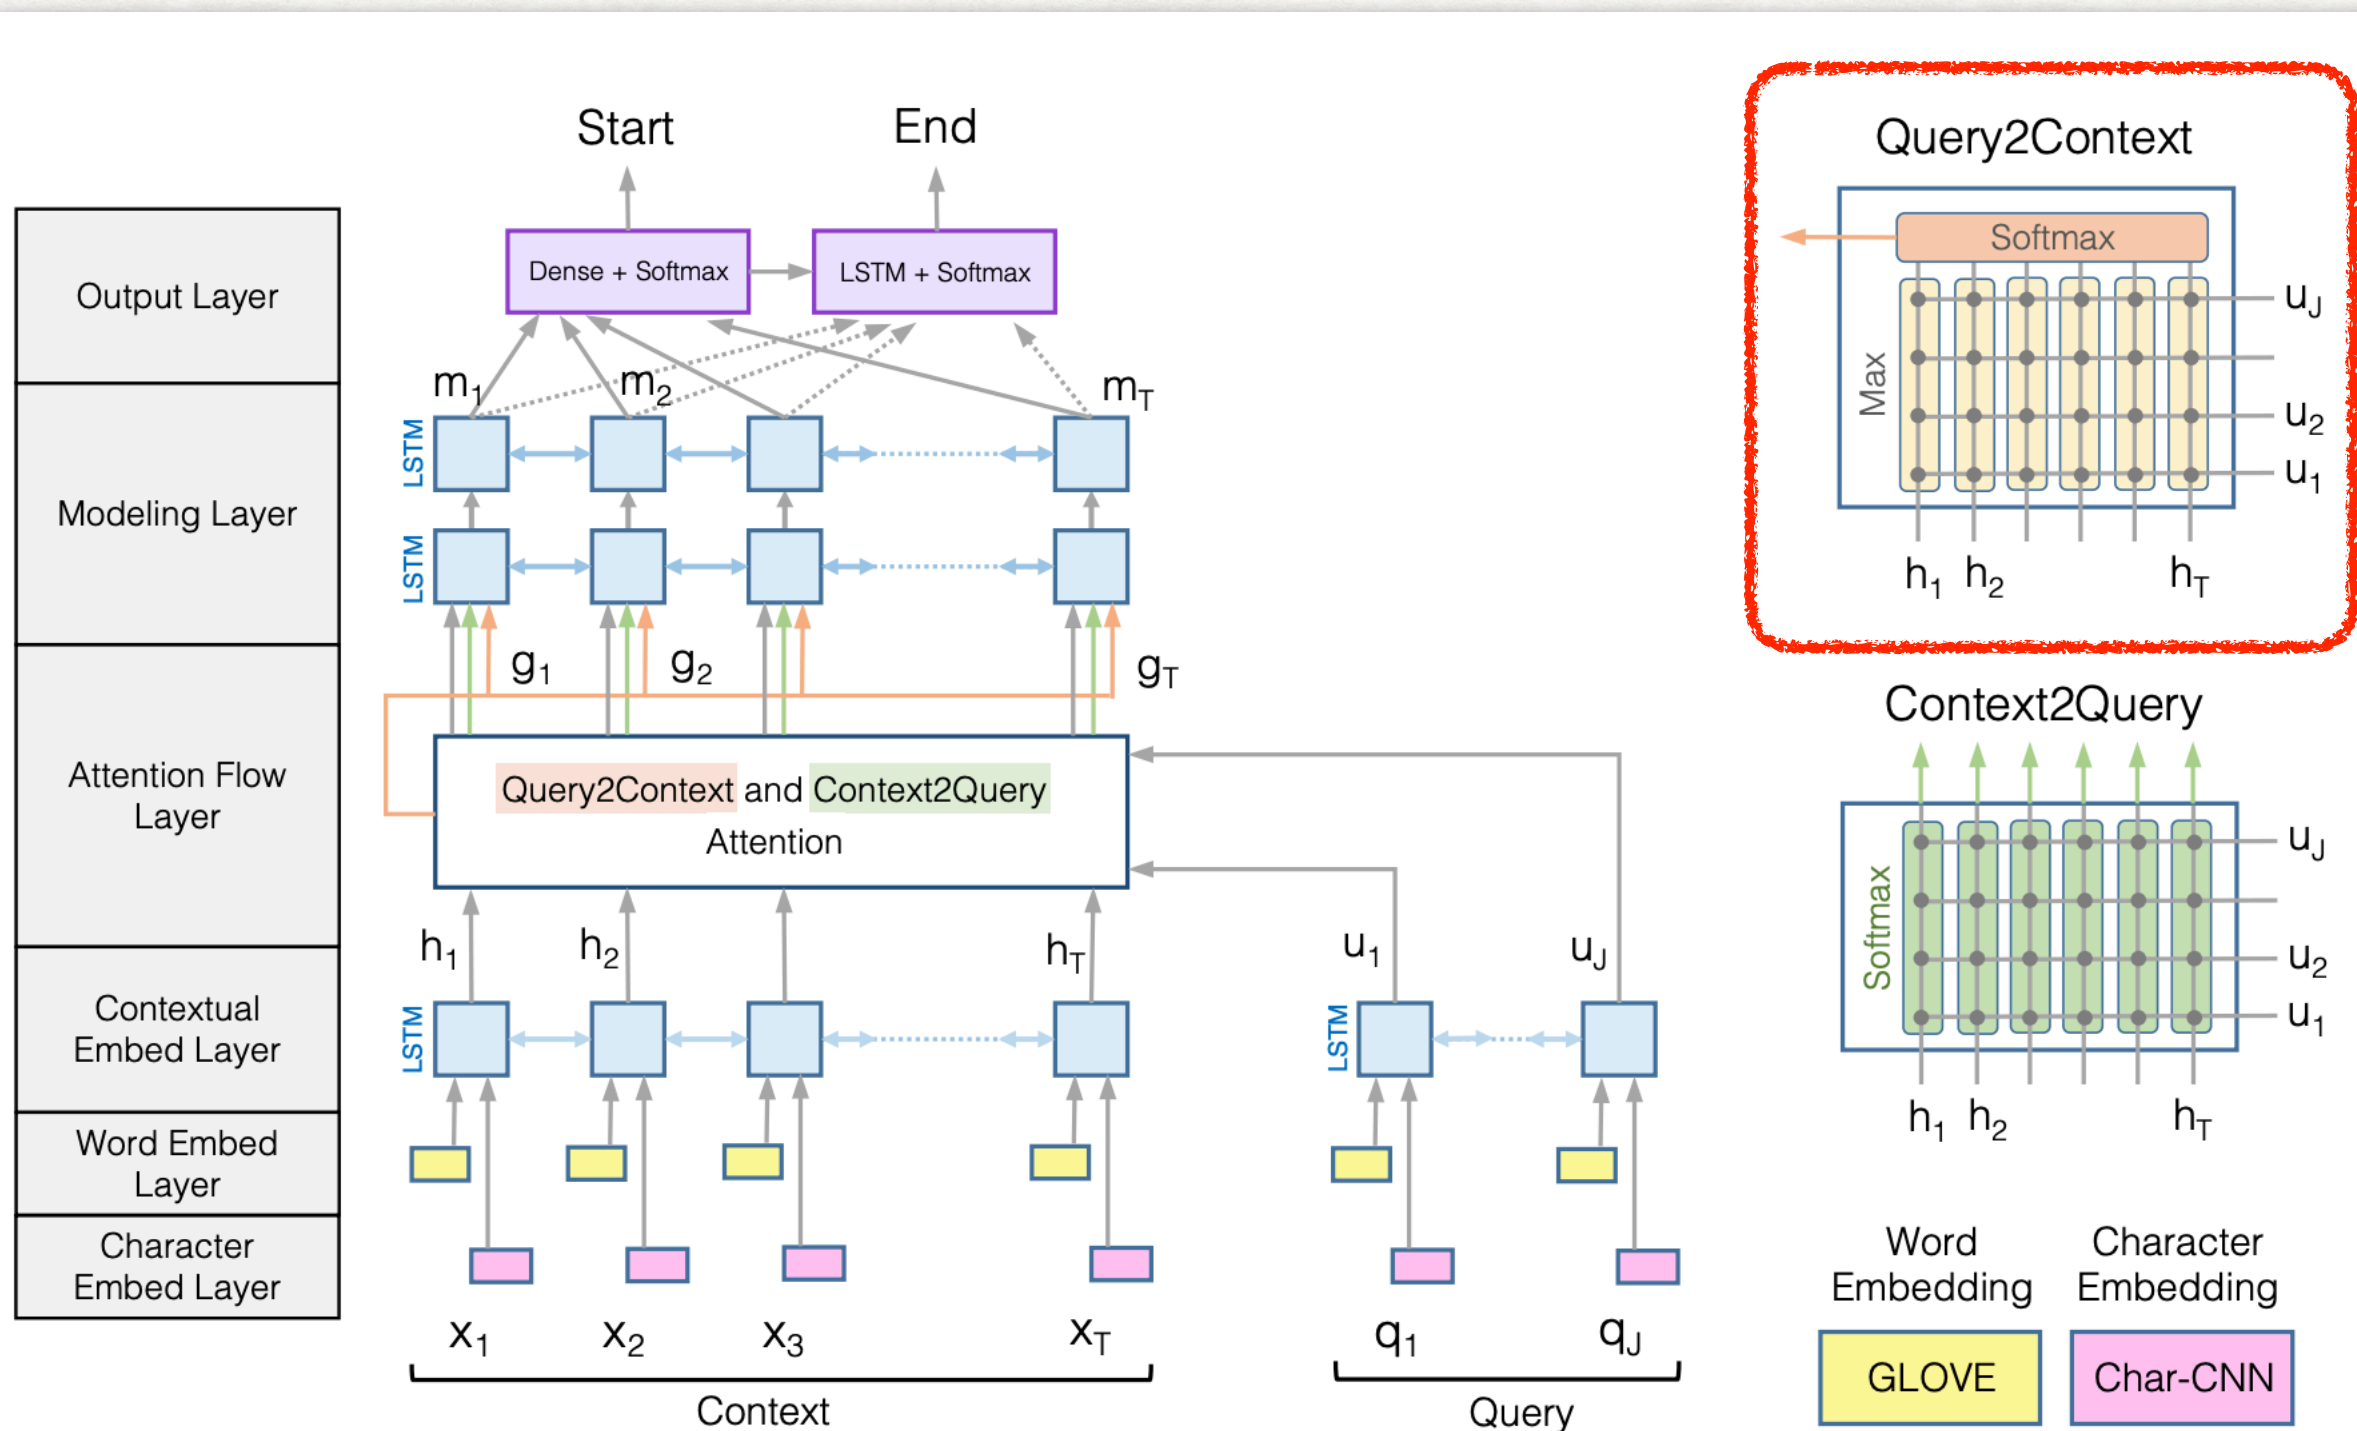 Output Layer
Modeling Layer
Attention Flow
Layer
Contextual
Embed Layer
Word Embed
Layer
Character
Embed Layer
Start
End
Dense + Softmax
LSTM + Softmax
m1
m2
mT
LSTM
LSTM
g1
g2
gT
Query2Context and Context2Query
Attention
h1
h2
hT
u1
uJ
LSTM
LSTM
x1
x2
x3
xT
q1
qJ
Context
Query
Query2Context
Softmax
Max
uJ
u2
u1
h1
h2
hT
Context2Query
Softmax
uJ
u2
u1
h1
h2
hT
Word
Embedding
GLOVE
Character
Embedding
Char-CNN